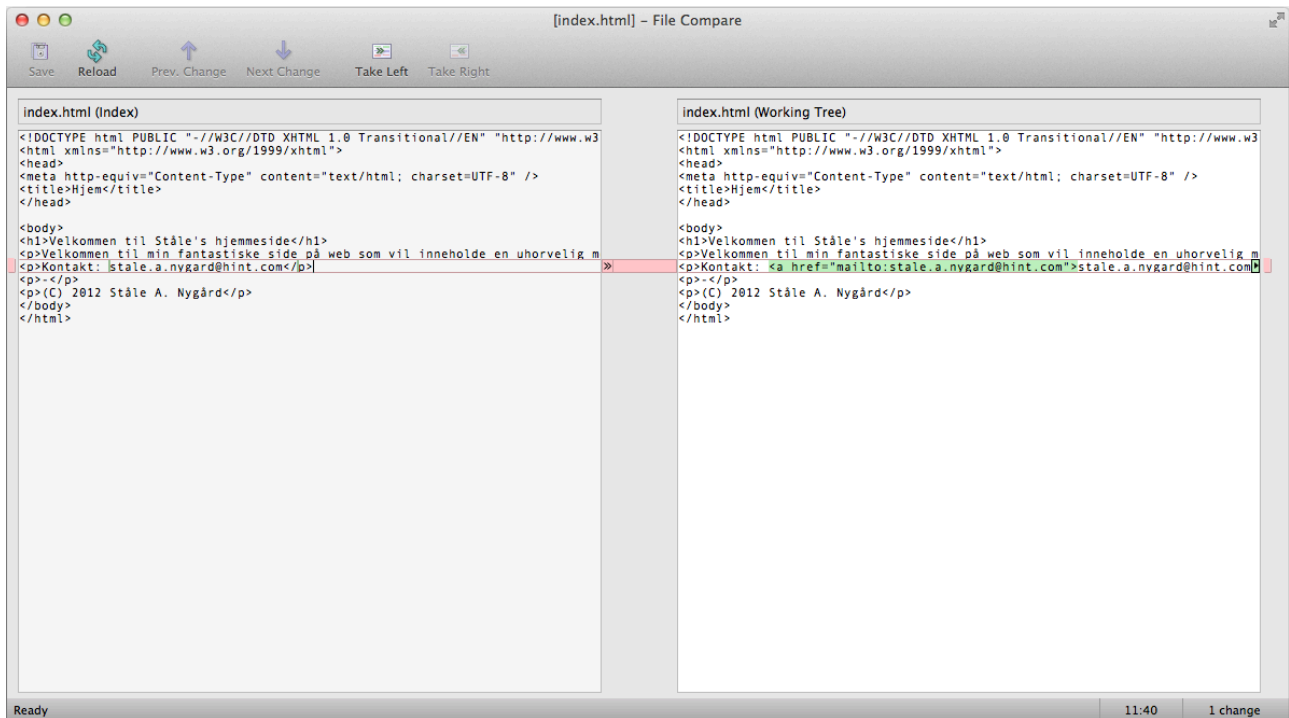 [index.html] – File Compare
Save Reload Prev. Change Next Change Take Left Take Right
index.html (Index)
<!DOCTYPE html PUBLIC "-//W3C//DTD XHTML 1.0 Transitional//EN" "http://www.w3
<html xmlns="http://www.w3.org/1999/xhtml">
<head>
<meta http-equiv="Content-Type" content="text/html; charset=UTF-8" />
<title>Hjem</title>
</head>
<body>
<h1>Velkommen til Ståle's hjemmeside</h1>
<p>Velkommen til min fantastiske side på web som vil inneholde en uhorvelig m
<p>Kontakt: stale.a.nygard@hint.com</p>
<p>-</p>
<p>(C) 2012 Ståle A. Nygård</p>
</body>
</html>
index.html (Working Tree)
<!DOCTYPE html PUBLIC "-//W3C//DTD XHTML 1.0 Transitional//EN" "http://www.w3
<html xmlns="http://www.w3.org/1999/xhtml">
<head>
<meta http-equiv="Content-Type" content="text/html; charset=UTF-8" />
<title>Hjem</title>
</head>
<body>
<h1>Velkommen til Ståle's hjemmeside</h1>
<p>Velkommen til min fantastiske side på web som vil inneholde en uhorvelig m
<p>Kontakt: <a href="mailto:stale.a.nygard@hint.com">stale.a.nygard@hint.com
<p>-</p>
<p>(C) 2012 Ståle A. Nygård</p>
</body>
</html>
Ready 11:40 1 change